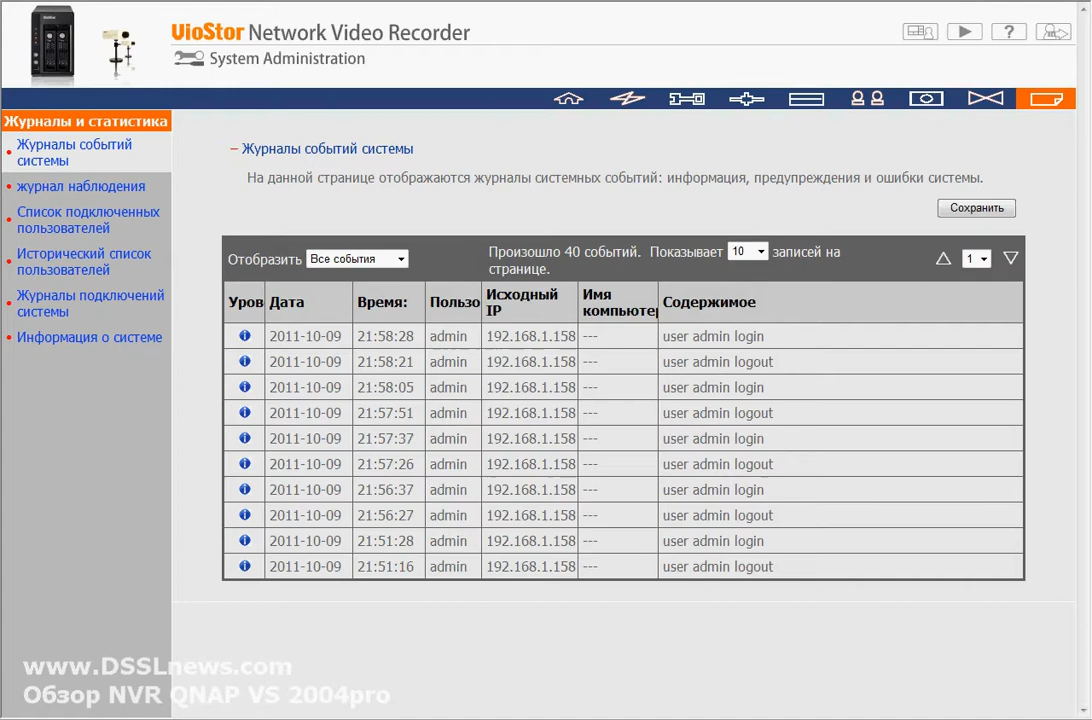 VioStor Network Video Recorder
System Administration
?
Журналы и статистика
Журналы событий
системы
журнал наблюдения
Список подключенных
пользователей
Исторический список
пользователей
Журналы подключений
системы
Информация о системе
Журналы событий системы
На данной странице отображаются журналы системных событий: информация, предупреждения и ошибки системы.
Сохранить
Отобразить Все события Произошло 40 событий. Показывает 10 записей на
странице. 1
Уров Дата Время: Пользо Исходный IP Имя компьютер Содержимое
2011-10-09 21:58:28 admin 192.168.1.158 --- user admin login
2011-10-09 21:58:21 admin 192.168.1.158 --- user admin logout
2011-10-09 21:58:05 admin 192.168.1.158 --- user admin login
2011-10-09 21:57:51 admin 192.168.1.158 --- user admin logout
2011-10-09 21:57:37 admin 192.168.1.158 --- user admin login
2011-10-09 21:57:26 admin 192.168.1.158 --- user admin logout
2011-10-09 21:56:37 admin 192.168.1.158 --- user admin login
2011-10-09 21:56:27 admin 192.168.1.158 --- user admin logout
2011-10-09 21:51:28 admin 192.168.1.158 --- user admin login
2011-10-09 21:51:16 admin 192.168.1.158 --- user admin logout
www.DSSLnews.com
Обзор NVR QNAP VS 2004pro